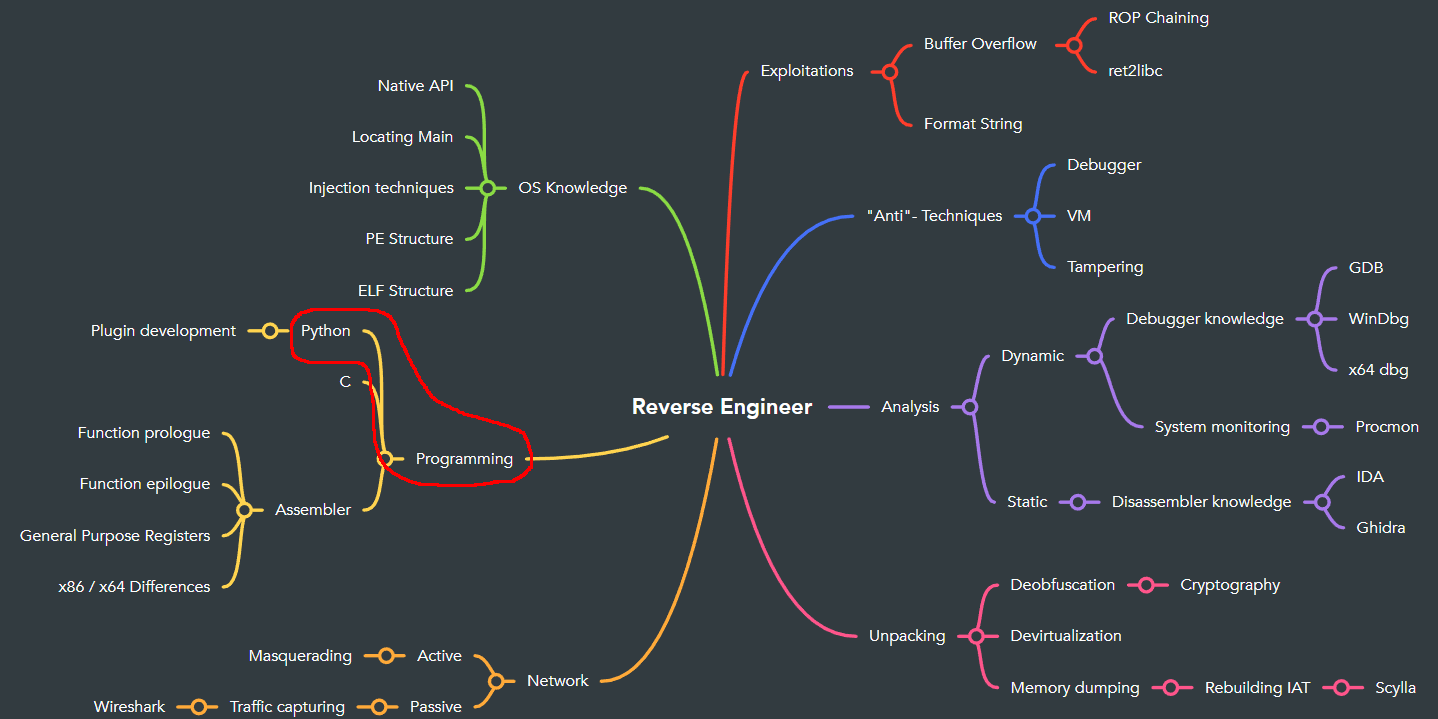 Reverse Engineer
Exploitations
Buffer Overflow
ROP Chaining
ret2libc
Format String
"Anti"- Techniques
Debugger
VM
Tampering
Analysis
Dynamic
Debugger knowledge
GDB
WinDbg
x64 dbg
System monitoring
Procmon
Static
Disassembler knowledge
IDA
Ghidra
Unpacking
Deobfuscation
Cryptography
Devirtualization
Memory dumping
Rebuilding IAT
Scylla
OS Knowledge
Native API
Locating Main
Injection techniques
PE Structure
ELF Structure
Programming
Python
Plugin development
C
Assembler
Function prologue
Function epilogue
General Purpose Registers
x86 / x64 Differences
Network
Active
Masquerading
Passive
Traffic capturing
Wireshark